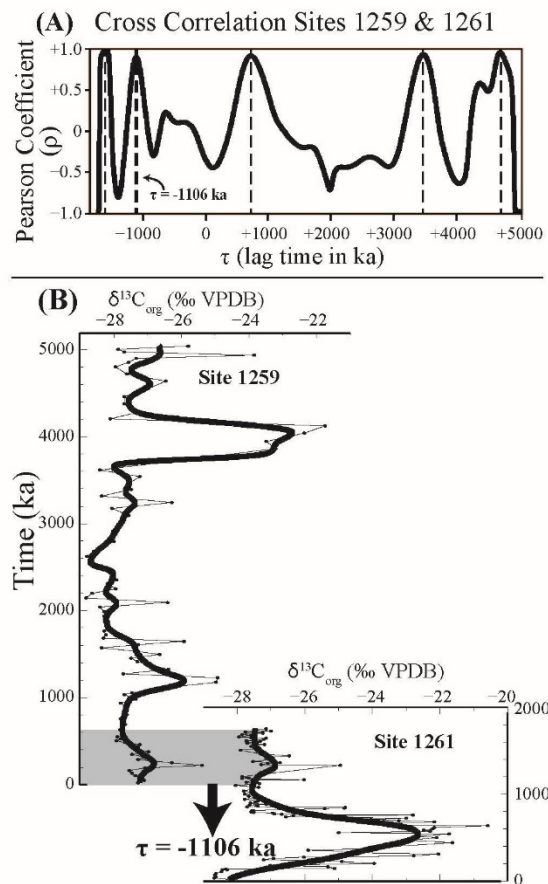 (A) Cross Correlation Sites 1259 & 1261
Pearson Coefficient
(ρ)
+1.0
+0.5
0
−0.5
−1.0
τ = -1106 ka
−1000 0 +1000 +2000 +3000 +4000 +5000
τ (lag time in ka)
(B) δ13Corg (‰ VPDB)
−28 −26 −24 −22
Site 1259
Time (ka)
5000
4000
3000
2000
1000
0
δ13Corg (‰ VPDB)
−28 −26 −24 −22 −20
Site 1261
2000
1000
0
τ = -1106 ka